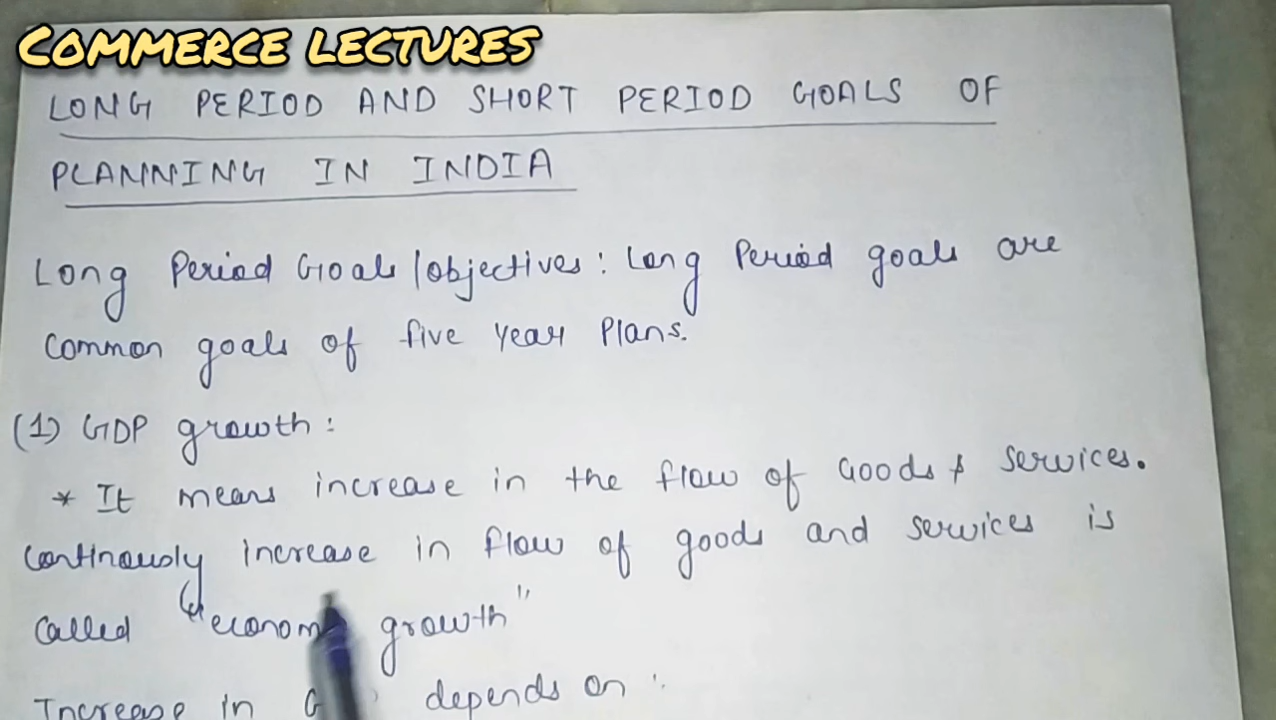 COMMERCE LECTURES
LONG PERIOD AND SHORT PERIOD GOALS OF
PLANNING IN INDIA
Long Period Goals/objectives: Long Period goals are
common goals of five year Plans.
(1) GDP growth:
* It means increase in the flow of Goods & services.
continously increase in flow of goods and services is
called "econom growth"
Increase in G depends on :